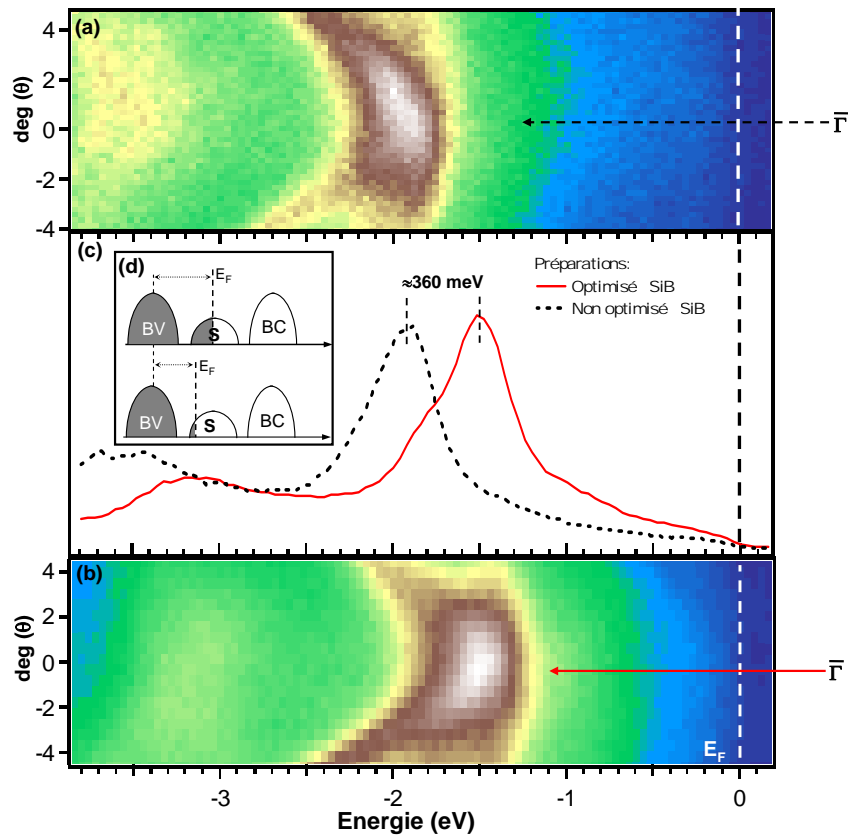 (a)
deg (θ)
4
2
0
-2
-4
Γ̅
(c)
(d)
E_F
BV
S
BC
E_F
BV
S
BC
≈360 meV
Préparations:
Optimisé SiB
Non optimisé SiB
(b)
deg (θ)
4
2
0
-2
-4
Γ̅
E_F
-3
-2
-1
0
Energie (eV)